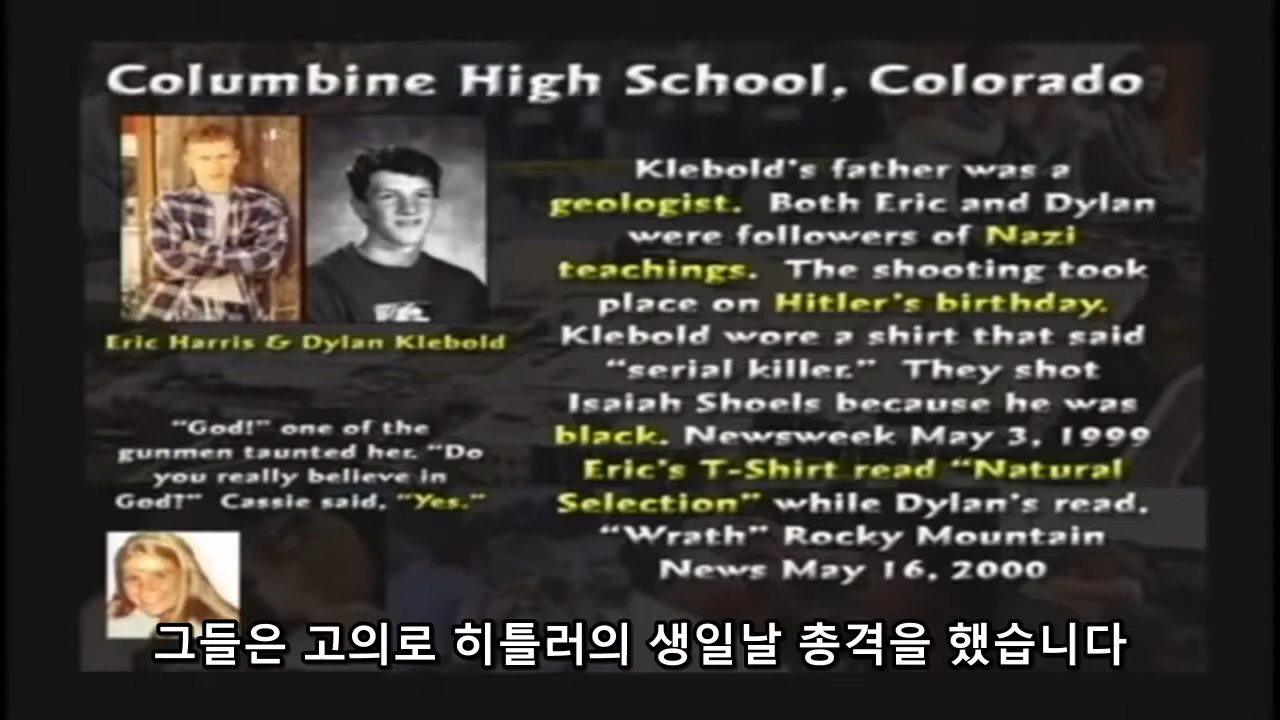 Columbine High School, Colorado
Eric Harris & Dylan Klebold
"God!" one of the
gunmen taunted her. "Do
you really believe in
God?" Cassie said, "Yes."
Klebold's father was a
geologist. Both Eric and Dylan
were followers of Nazi
teachings. The shooting took
place on Hitler's birthday.
Klebold wore a shirt that said
"serial killer." They shot
Isaiah Shoels because he was
black. Newsweek May 3, 1999
Eric's T-Shirt read "Natural
Selection" while Dylan's read,
"Wrath" Rocky Mountain
News May 16, 2000
그들은 고의로 히틀러의 생일날 총격을 했습니다